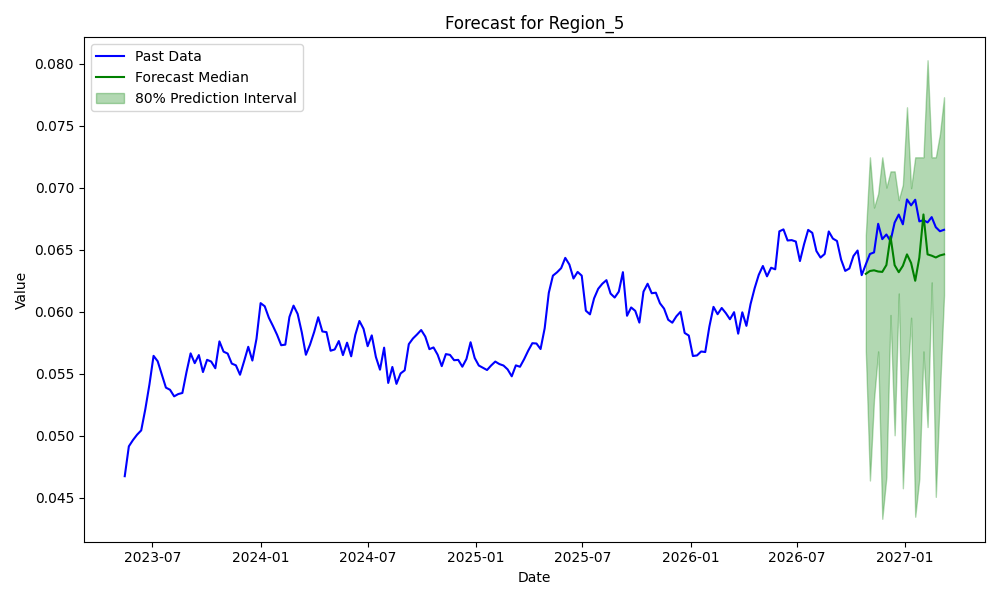 Forecast for Region_5
Past Data
Forecast Median
80% Prediction Interval
Value
0.080
0.075
0.070
0.065
0.060
0.055
0.050
0.045
2023-07 2024-01 2024-07 2025-01 2025-07 2026-01 2026-07 2027-01
Date